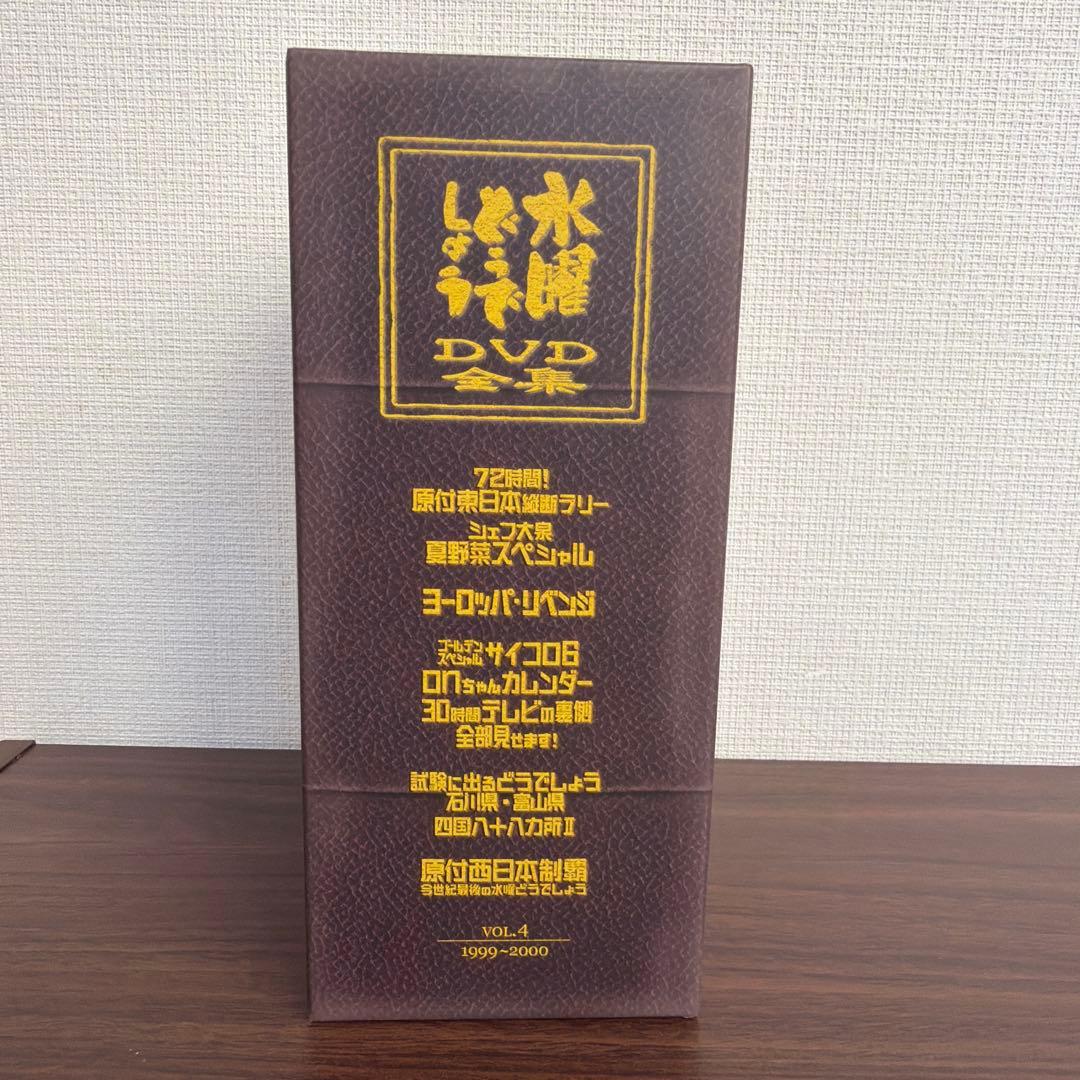 水曜
どうで
しょう
DVD
全集
72時間!
原付東日本縦断ラリー
シェフ大泉
夏野菜スペシャル
ヨーロッパ・リベンジ
ゴールデン
スペシャル サイコロ6
onちゃんカレンダー
30時間テレビの裏側
全部見せます!
試験に出るどうでしょう
石川県・富山県
四国八十八カ所Ⅱ
原付西日本制覇
今世紀最後の水曜どうでしょう
VOL.4
1999~2000